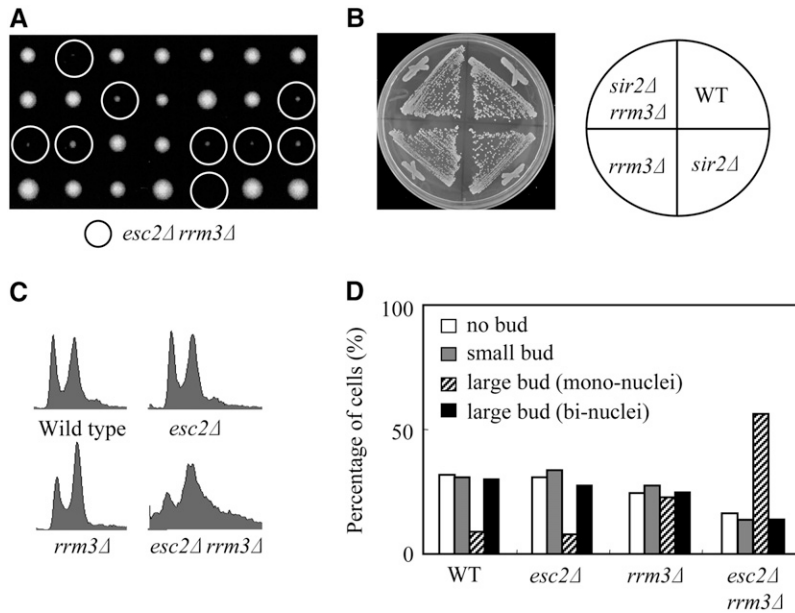 A
esc2Δ rrm3Δ
B
sir2Δ
rrm3Δ
WT
rrm3Δ
sir2Δ
C
Wild type
esc2Δ
rrm3Δ
esc2Δ rrm3Δ
D
Percentage of cells (%)
100
50
0
no bud
small bud
large bud (mono-nuclei)
large bud (bi-nuclei)
WT
esc2Δ
rrm3Δ
esc2Δ
rrm3Δ